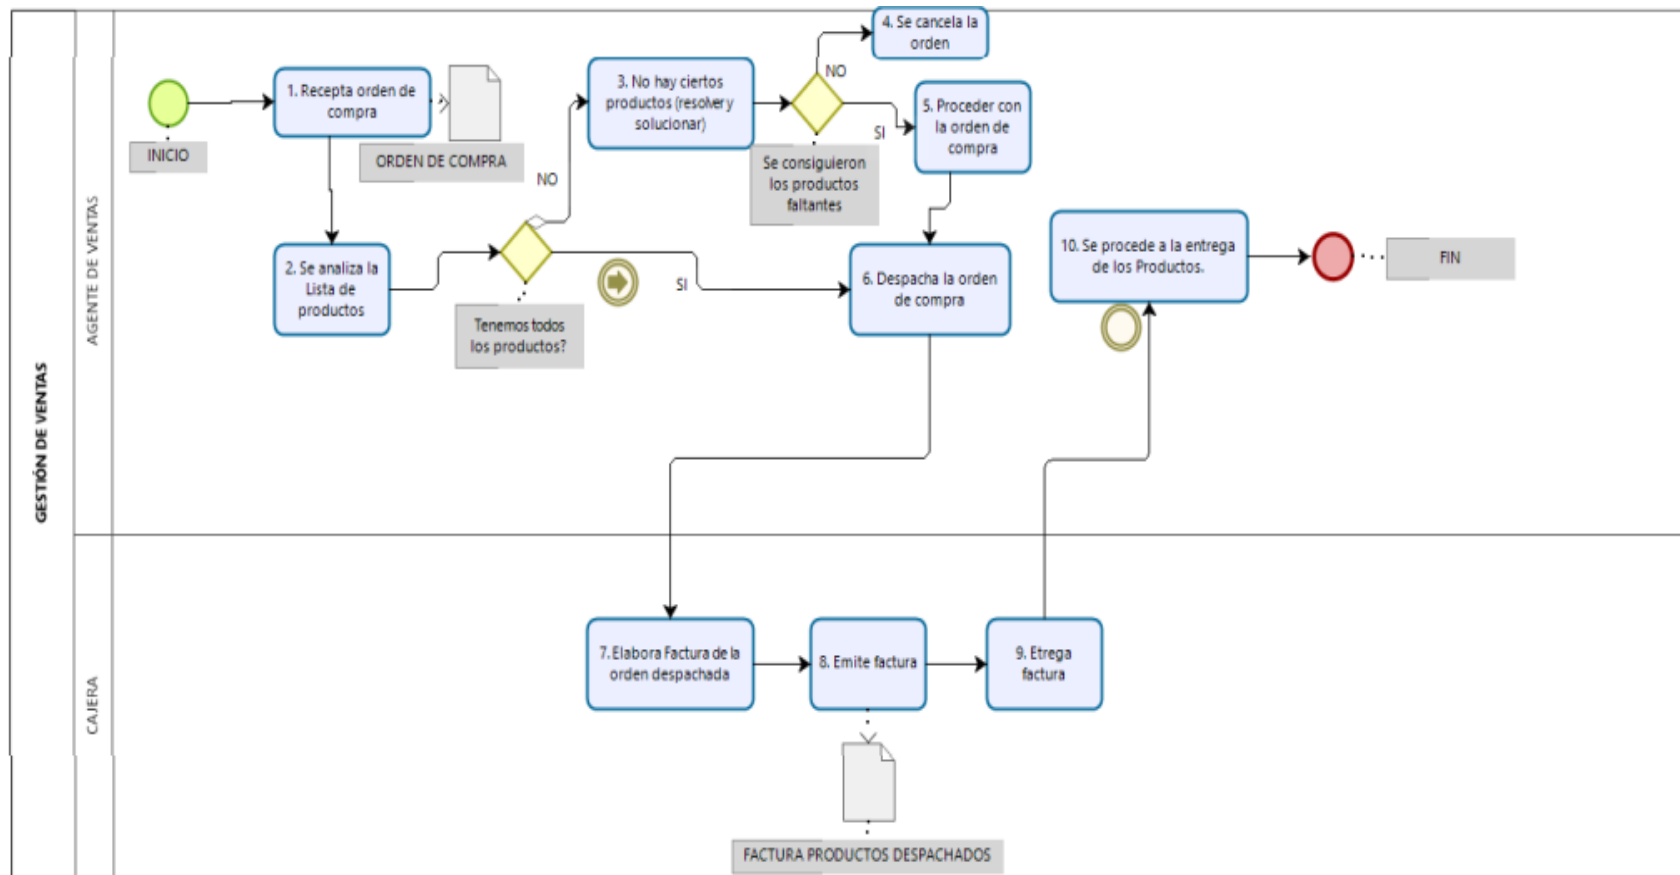 GESTIÓN DE VENTAS
AGENTE DE VENTAS
INICIO
1. Recepta orden de
compra
ORDEN DE COMPRA
2. Se analiza la
Lista de
productos
Tenemos todos
los productos?
NO
SI
3. No hay ciertos
productos (resolver y
solucionar)
Se consiguieron
los productos
faltantes
NO
SI
4. Se cancela la
orden
5. Proceder con
la orden de
compra
6. Despacha la orden
de compra
10. Se procede a la entrega
de los Productos.
FIN
CAJERA
7. Elabora Factura de la
orden despachada
8. Emite factura
9. Etrega
factura
FACTURA PRODUCTOS DESPACHADOS